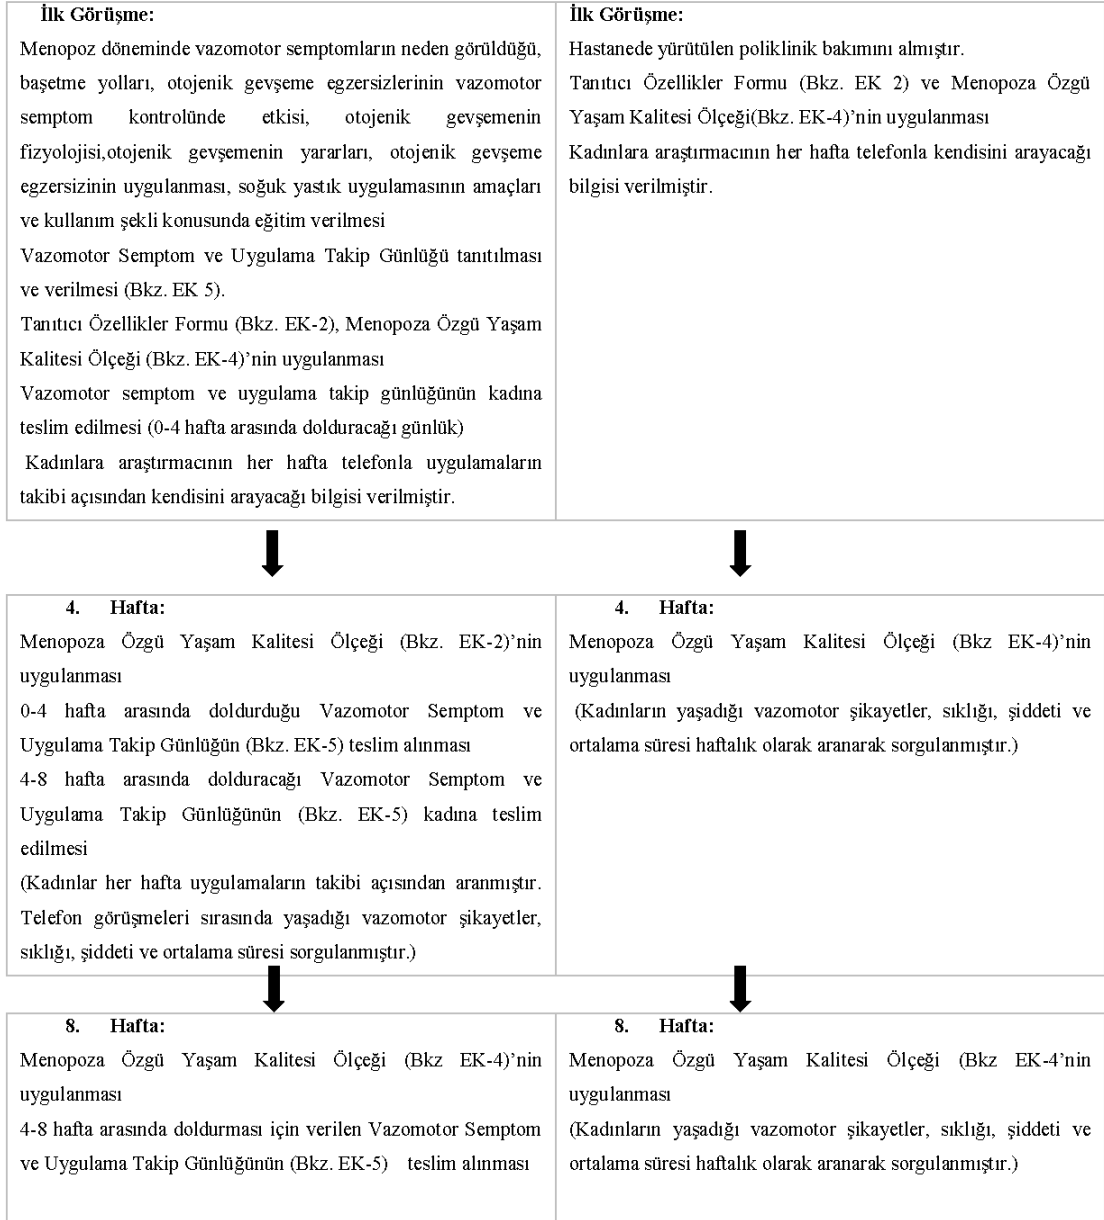 İlk Görüşme:
Menopoz döneminde vazomotor semptomların neden görüldüğü,
başetme yolları, otojenik gevşeme egzersizlerinin vazomotor
semptom kontrolünde etkisi, otojenik gevşemenin
fizyolojisi,otojenik gevşemenin yararları, otojenik gevşeme
egzersizinin uygulanması, soğuk yastık uygulamasının amaçları
ve kullanım şekli konusunda eğitim verilmesi
Vazomotor Semptom ve Uygulama Takip Günlüğü tanıtılması
ve verilmesi (Bkz. EK 5).
Tanıtıcı Özellikler Formu (Bkz. EK-2), Menopoza Özgü Yaşam
Kalitesi Ölçeği (Bkz. EK-4)’nin uygulanması
Vazomotor semptom ve uygulama takip günlüğünün kadına
teslim edilmesi (0-4 hafta arasında dolduracağı günlük)
Kadınlara araştırmacının her hafta telefonla uygulamaların
takibi açısından kendisini arayacağı bilgisi verilmiştir.
İlk Görüşme:
Hastanede yürütülen poliklinik bakımını almıştır.
Tanıtıcı Özellikler Formu (Bkz. EK 2) ve Menopoza Özgü
Yaşam Kalitesi Ölçeği(Bkz. EK-4)’nin uygulanması
Kadınlara araştırmacının her hafta telefonla kendisini arayacağı
bilgisi verilmiştir.
4. Hafta:
Menopoza Özgü Yaşam Kalitesi Ölçeği (Bkz. EK-2)’nin
uygulanması
0-4 hafta arasında doldurduğu Vazomotor Semptom ve
Uygulama Takip Günlüğün (Bkz. EK-5) teslim alınması
4-8 hafta arasında dolduracağı Vazomotor Semptom ve
Uygulama Takip Günlüğünün (Bkz. EK-5) kadına teslim
edilmesi
(Kadınlar her hafta uygulamaların takibi açısından aranmıştır.
Telefon görüşmeleri sırasında yaşadığı vazomotor şikayetler,
sıklığı, şiddeti ve ortalama süresi sorgulanmıştır.)
4. Hafta:
Menopoza Özgü Yaşam Kalitesi Ölçeği (Bkz EK-4)’nin
uygulanması
(Kadınların yaşadığı vazomotor şikayetler, sıklığı, şiddeti ve
ortalama süresi haftalık olarak aranarak sorgulanmıştır.)
8. Hafta:
Menopoza Özgü Yaşam Kalitesi Ölçeği (Bkz EK-4)’nin
uygulanması
4-8 hafta arasında doldurması için verilen Vazomotor Semptom
ve Uygulama Takip Günlüğünün (Bkz. EK-5) teslim alınması
8. Hafta:
Menopoza Özgü Yaşam Kalitesi Ölçeği (Bkz EK-4’nin
uygulanması
(Kadınların yaşadığı vazomotor şikayetler, sıklığı, şiddeti ve
ortalama süresi haftalık olarak aranarak sorgulanmıştır.)